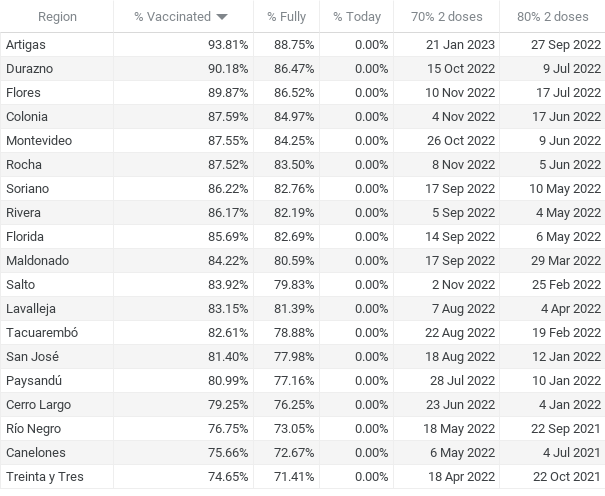 Region % Vaccinated % Fully % Today 70% 2 doses 80% 2 doses
Artigas 93.81% 88.75% 0.00% 21 Jan 2023 27 Sep 2022
Durazno 90.18% 86.47% 0.00% 15 Oct 2022 9 Jul 2022
Flores 89.87% 86.52% 0.00% 10 Nov 2022 17 Jul 2022
Colonia 87.59% 84.97% 0.00% 4 Nov 2022 17 Jun 2022
Montevideo 87.55% 84.25% 0.00% 26 Oct 2022 9 Jun 2022
Rocha 87.52% 83.50% 0.00% 8 Nov 2022 5 Jun 2022
Soriano 86.22% 82.76% 0.00% 17 Sep 2022 10 May 2022
Rivera 86.17% 82.19% 0.00% 5 Sep 2022 4 May 2022
Florida 85.69% 82.69% 0.00% 14 Sep 2022 6 May 2022
Maldonado 84.22% 80.59% 0.00% 17 Sep 2022 29 Mar 2022
Salto 83.92% 79.83% 0.00% 2 Nov 2022 25 Feb 2022
Lavalleja 83.15% 81.39% 0.00% 7 Aug 2022 4 Apr 2022
Tacuarembó 82.61% 78.88% 0.00% 22 Aug 2022 19 Feb 2022
San José 81.40% 77.98% 0.00% 18 Aug 2022 12 Jan 2022
Paysandú 80.99% 77.16% 0.00% 28 Jul 2022 10 Jan 2022
Cerro Largo 79.25% 76.25% 0.00% 23 Jun 2022 4 Jan 2022
Río Negro 76.75% 73.05% 0.00% 18 May 2022 22 Sep 2021
Canelones 75.66% 72.67% 0.00% 6 May 2022 4 Jul 2021
Treinta y Tres 74.65% 71.41% 0.00% 18 Apr 2022 22 Oct 2021